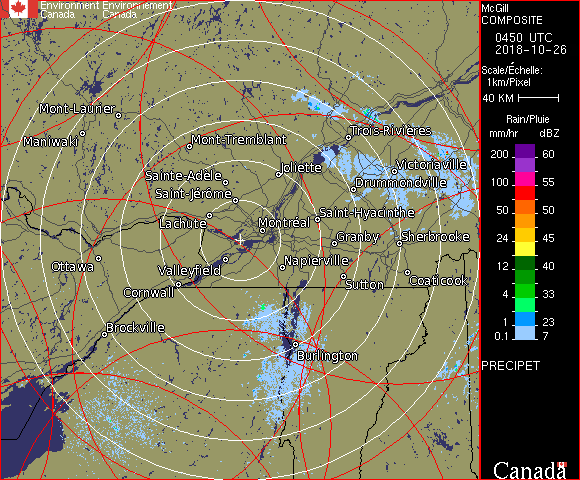 Environment Environnement
Canada Canada
McGill
COMPOSITE
0450 UTC
2018-10-26
Scale/Échelle:
1km/Pixel
40 KM
Rain/Pluie
mm/hr dBZ
200 60
150 57
100 55
50 50
24 45
12 40
4 33
1 23
0.1 7
PRECIPET
Canada
Mont-Laurier
Maniwaki
Mont-Tremblant
Trois-Rivières
Joliette
Victoriaville
Sainte-Adèle
Drummondville
Saint-Jérôme
Saint-Hyacinthe
Lachute
Montréal
Granby
Sherbrooke
Ottawa
Valleyfield
Napierville
Cornwall
Sutton
Coaticook
Brockville
Burlington